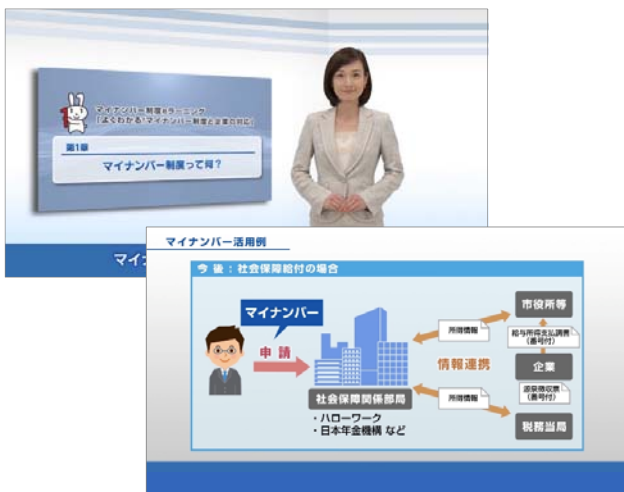 マイナンバー制度eラーニング
「よくわかる!マイナンバー制度と企業の対応」
第1章
マイナンバー制度って何?
マイナ
マイナンバー活用例
今後:社会保障給付の場合
マイナンバー
申請
社会保障関係部局
・ハローワーク
・日本年金機構 など
所得情報
情報連携
所得情報
市役所等
給与所得支払調書
(番号付)
企業
源泉徴収票
(番号付)
税務当局